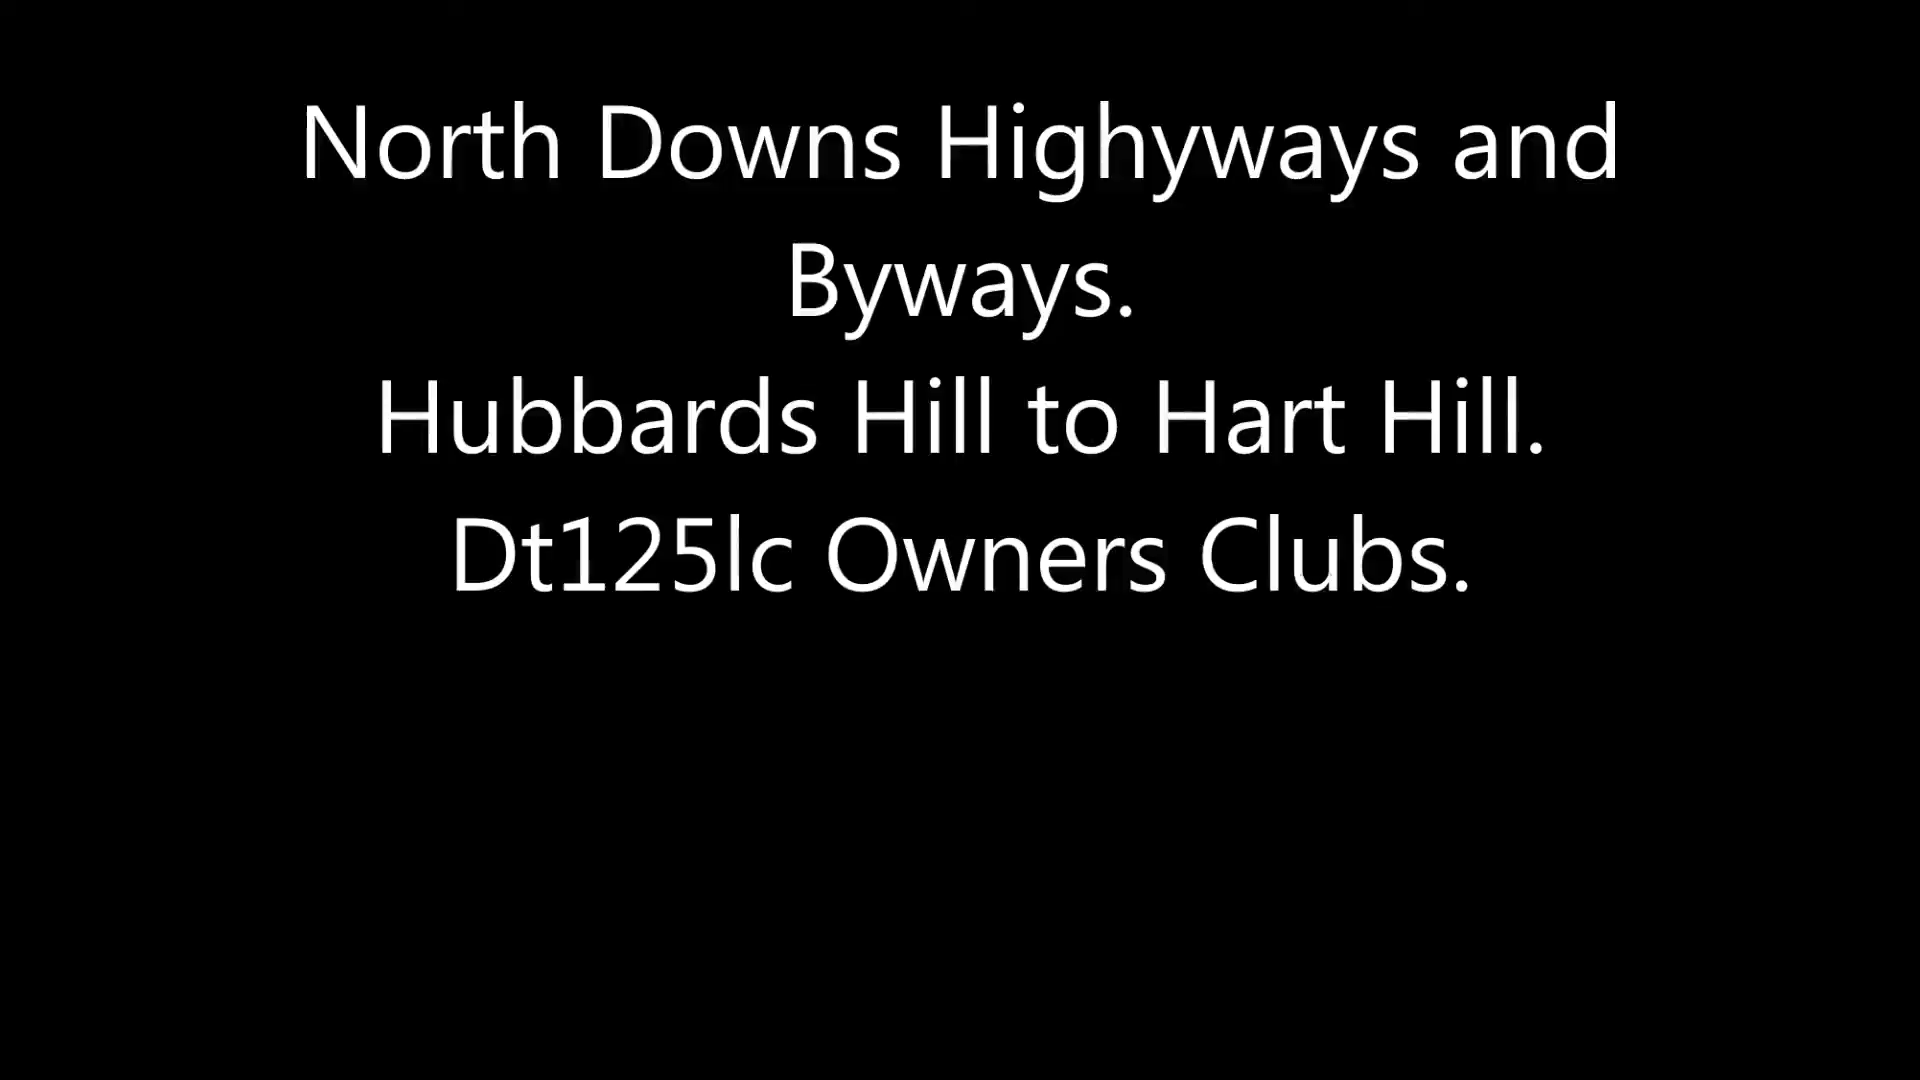 North Downs Highyways and
Byways.
Hubbards Hill to Hart Hill.
Dt125lc Owners Clubs.